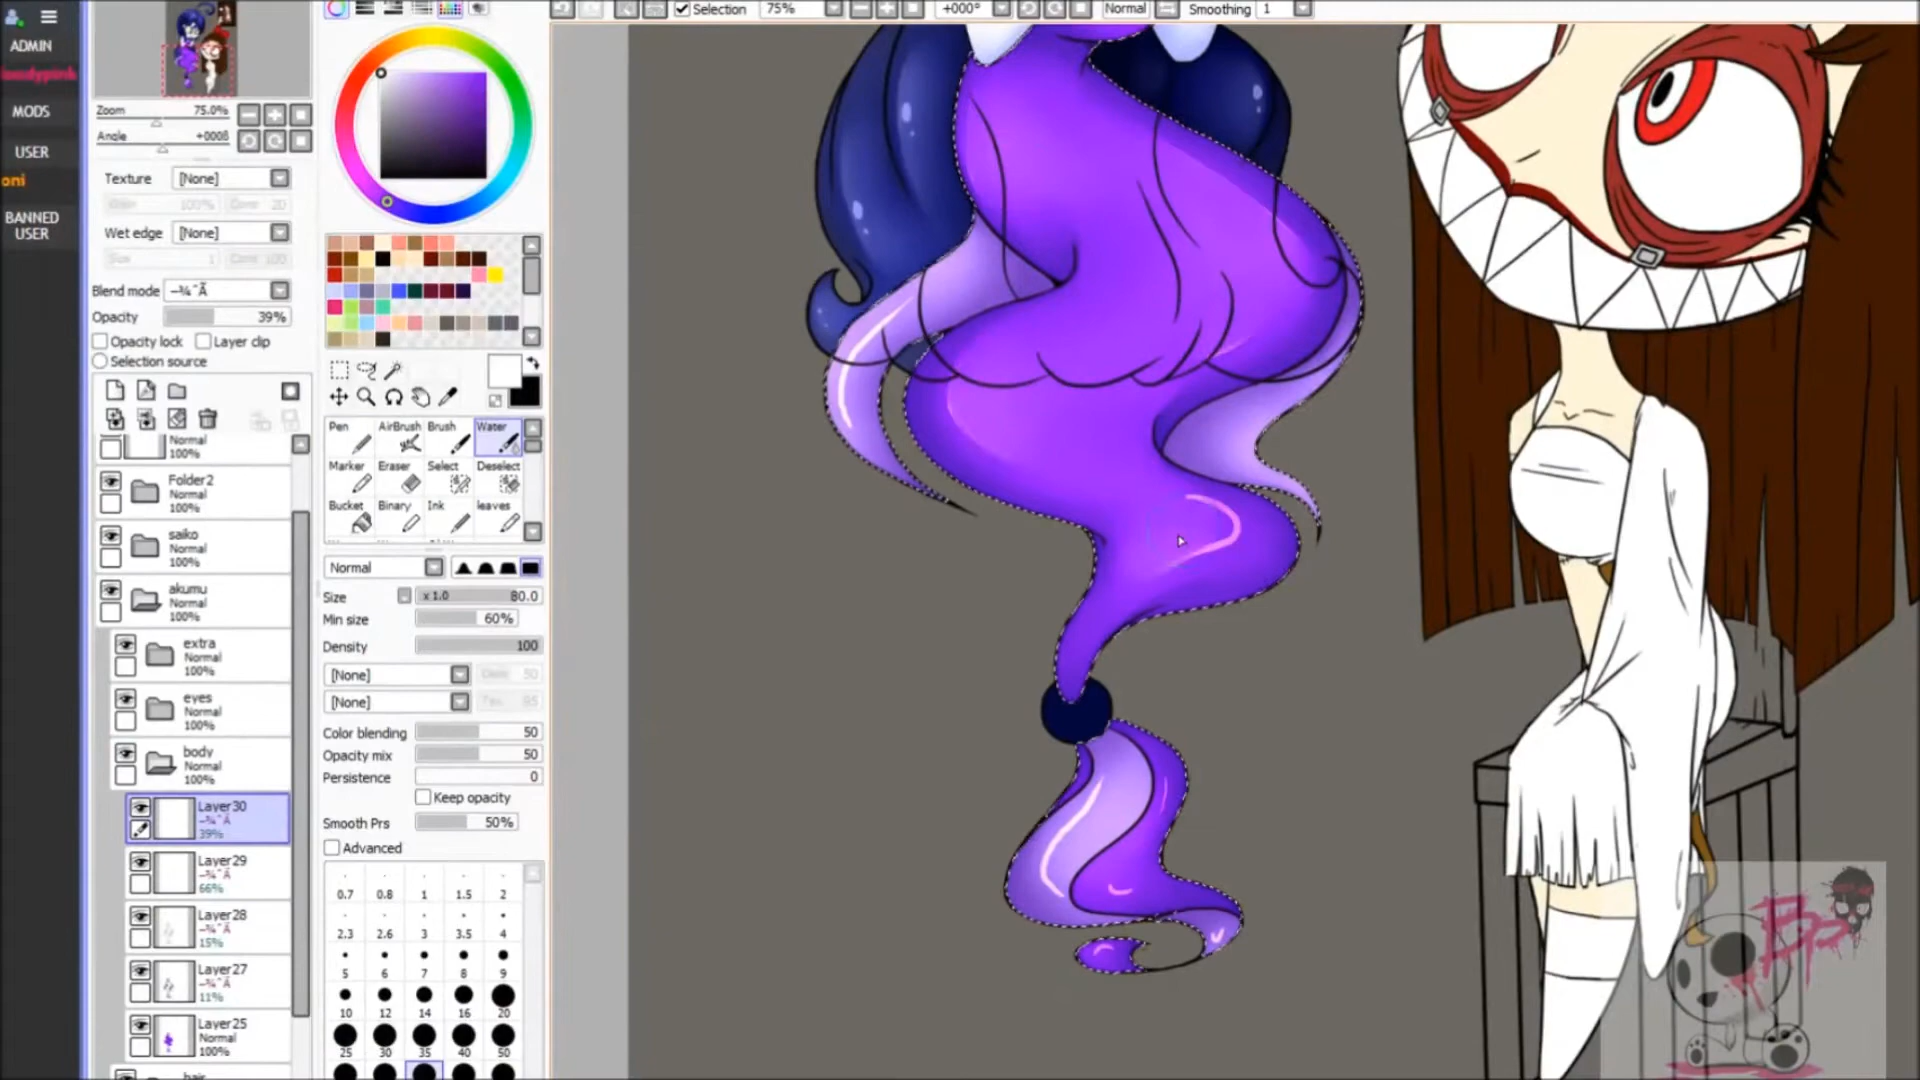 Selection 75% +000° Normal Smoothing 1
ADMIN
MODS
USER
oni
BANNED
USER
Zoom 75.0%
Angle
Texture [None]
100% 20
Wet edge [None]
Blend mode
Opacity 39%
Opacity lock Layer clip
Selection source
Normal
100%
Folder2
Normal
100%
saiko
Normal
100%
akumu
Normal
100%
extra
Normal
100%
eyes
Normal
100%
body
Normal
100%
Layer30
39%
Layer29
66%
Layer28
15%
Layer27
11%
Layer25
Normal
100%
Pen AirBrush Brush Water
Marker Eraser Select Deselect
Bucket Binary Ink leaves
Normal
Size x 1.0 80.0
Min size 60%
Density 100
[None]
[None]
Color blending 50
Opacity mix 50
Persistence 0
Keep opacity
Smooth Prs 50%
Advanced
0.7 0.8 1 1.5 2
2.3 2.6 3 3.5 4
5 6 7 8 9
10 12 14 16 20
25 30 35 40 50
BP